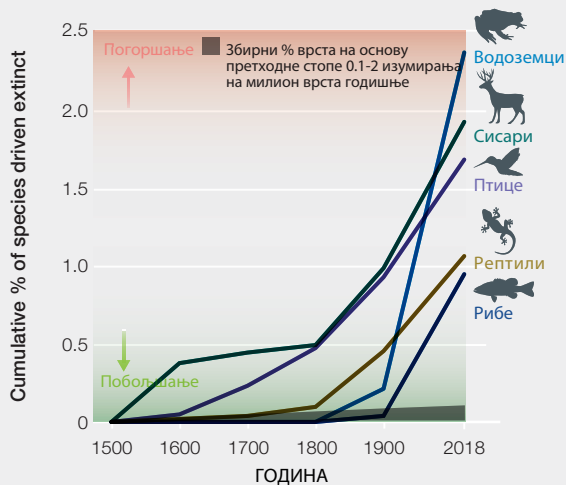 Cumulative % of species driven extinct
2.5
2.0
1.5
1.0
0.5
0
Погоршање
Збирни % врста на основу
претходне стопе 0.1-2 изумирања
на милион врста годишње
Побољшање
Водоземци
Сисари
Птице
Рептили
Рибе
1500 1600 1700 1800 1900 2018
ГОДИНА